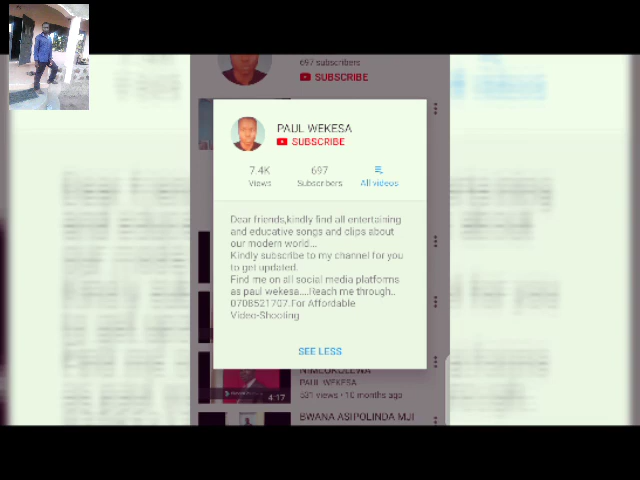 697 subscribers
SUBSCRIBE
PAUL WEKESA
SUBSCRIBE
7.4K 697
Views Subscribers All videos
Dear friends,kindly find all entertaining
and educative songs and clips about
our modern world...
Kindly subscribe to my channel for you
to get updated.
Find me on all social media platforms
as paul wekesa....Reach me through..
0708521707.For Affordable
Video-Shooting
SEE LESS
PAUL WEKESA
4:17
531 views • 10 months ago
BWANA ASIPOLINDA MJI